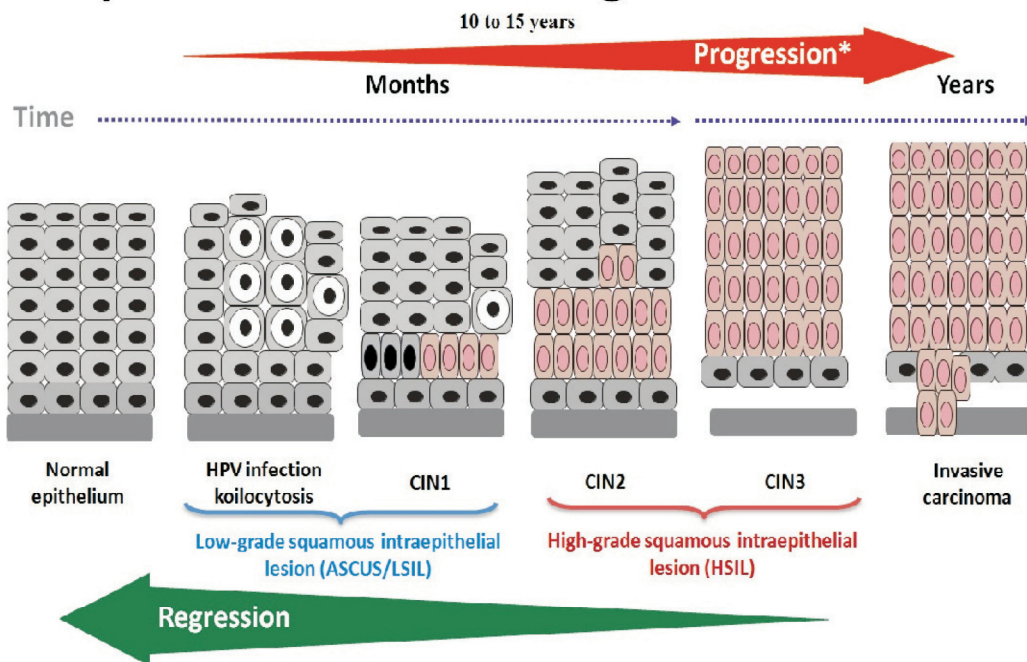 10 to 15 years
Progression*
Months
Years
Time
Normal
epithelium
HPV infection
koilocytosis
CIN1
CIN2
CIN3
Invasive
carcinoma
Low-grade squamous intraepithelial
lesion (ASCUS/LSIL)
High-grade squamous intraepithelial
lesion (HSIL)
Regression